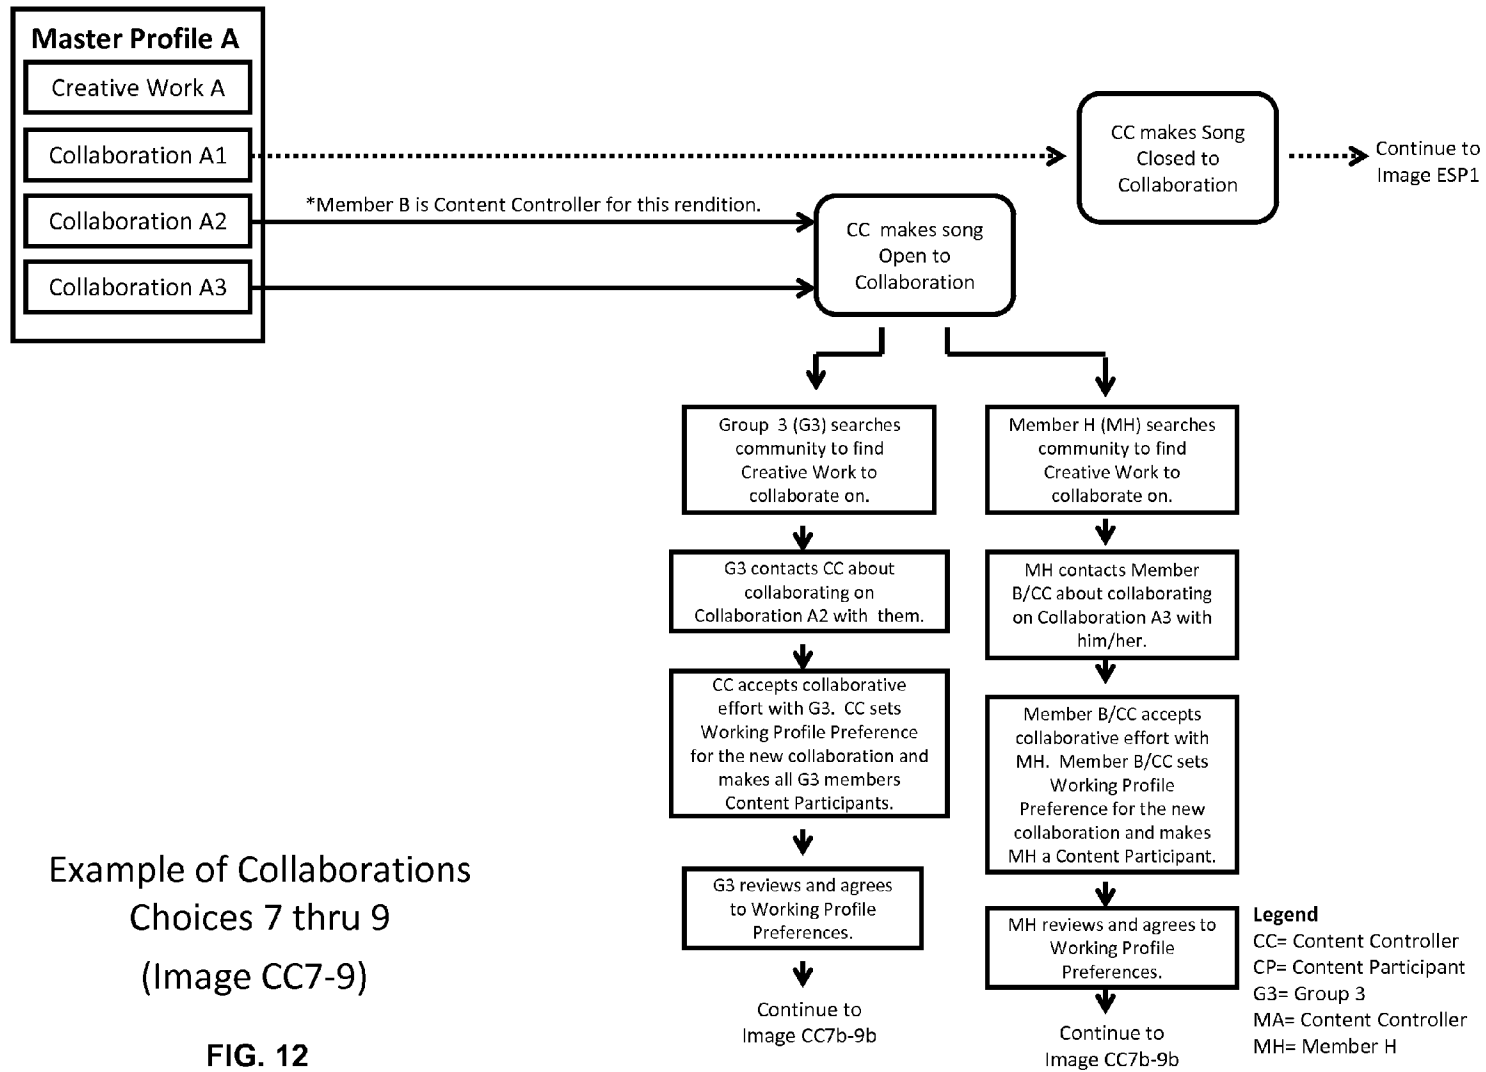 Master Profile A
Creative Work A
Collaboration A1
Collaboration A2
Collaboration A3
*Member B is Content Controller for this rendition.
CC makes Song
Closed to
Collaboration
Continue to
Image ESP1
CC  makes song
Open to
Collaboration
Group  3 (G3) searches
community to find
Creative Work to
collaborate on.
G3 contacts CC about
collaborating on
Collaboration A2 with  them.
CC accepts collaborative
effort with G3.  CC sets
Working Profile Preference
for the new collaboration and
makes all G3 members
Content Participants.
G3 reviews and agrees
to Working Profile
Preferences.
Continue to
Image CC7b-9b
Member H (MH) searches
community to find
Creative Work to
collaborate on.
MH contacts Member
B/CC about collaborating
on Collaboration A3 with
him/her.
Member B/CC accepts
collaborative effort with
MH.  Member B/CC sets
Working Profile
Preference for the new
collaboration and makes
MH a Content Participant.
MH reviews and agrees to
Working Profile
Preferences.
Continue to
Image CC7b-9b
Legend
CC= Content Controller
CP= Content Participant
G3= Group 3
MA= Content Controller
MH= Member H
Example of Collaborations
Choices 7 thru 9
(Image CC7-9)
FIG. 12